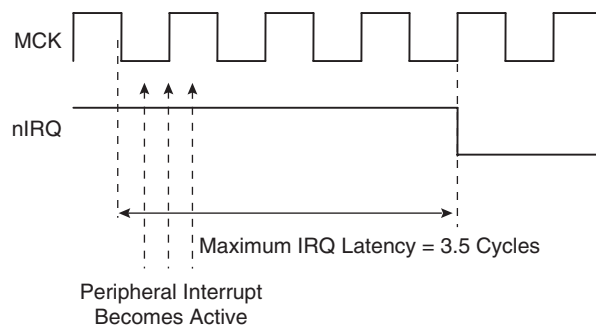 MCK
nIRQ
Maximum IRQ Latency = 3.5 Cycles
Peripheral Interrupt
Becomes Active